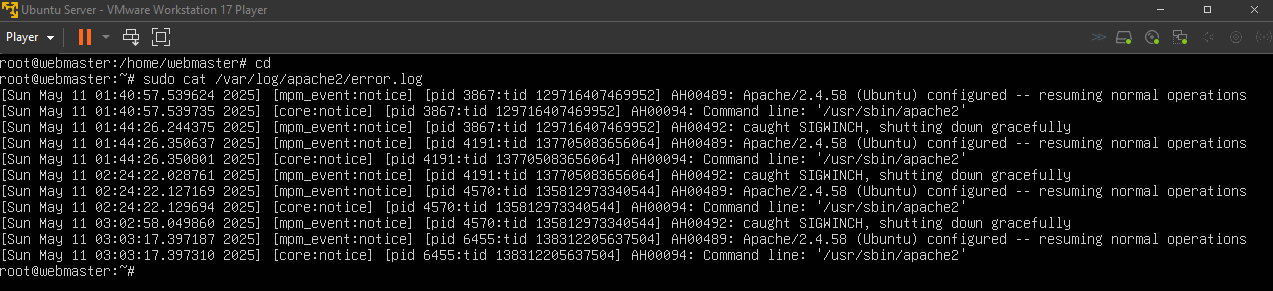 Ubuntu Server - VMware Workstation 17 Player
Player
root@webmaster:/home/webmaster# cd
root@webmaster:~# sudo cat /var/log/apache2/error.log
[Sun May 11 01:40:57.539624 2025] [mpm_event:notice] [pid 3867:tid 129716407469952] AH00489: Apache/2.4.58 (Ubuntu) configured -- resuming normal operations
[Sun May 11 01:40:57.539735 2025] [core:notice] [pid 3867:tid 129716407469952] AH00094: Command line: '/usr/sbin/apache2'
[Sun May 11 01:44:26.244375 2025] [mpm_event:notice] [pid 3867:tid 129716407469952] AH00492: caught SIGWINCH, shutting down gracefully
[Sun May 11 01:44:26.350637 2025] [mpm_event:notice] [pid 4191:tid 137705083656064] AH00489: Apache/2.4.58 (Ubuntu) configured -- resuming normal operations
[Sun May 11 01:44:26.350801 2025] [core:notice] [pid 4191:tid 137705083656064] AH00094: Command line: '/usr/sbin/apache2'
[Sun May 11 02:24:22.028761 2025] [mpm_event:notice] [pid 4191:tid 137705083656064] AH00492: caught SIGWINCH, shutting down gracefully
[Sun May 11 02:24:22.127169 2025] [mpm_event:notice] [pid 4570:tid 135812973340544] AH00489: Apache/2.4.58 (Ubuntu) configured -- resuming normal operations
[Sun May 11 02:24:22.129694 2025] [core:notice] [pid 4570:tid 135812973340544] AH00094: Command line: '/usr/sbin/apache2'
[Sun May 11 03:02:58.049860 2025] [mpm_event:notice] [pid 4570:tid 135812973340544] AH00492: caught SIGWINCH, shutting down gracefully
[Sun May 11 03:03:17.397187 2025] [mpm_event:notice] [pid 6455:tid 138312205637504] AH00489: Apache/2.4.58 (Ubuntu) configured -- resuming normal operations
[Sun May 11 03:03:17.397310 2025] [core:notice] [pid 6455:tid 138312205637504] AH00094: Command line: '/usr/sbin/apache2'
root@webmaster:~#